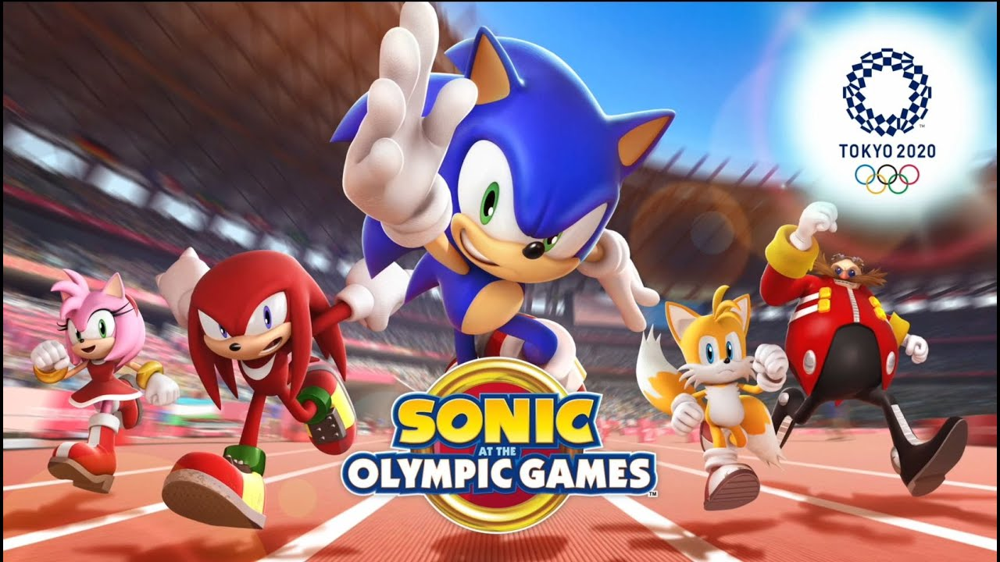 TOKYO 2020
SONIC
AT THE
OLYMPIC GAMES
TM